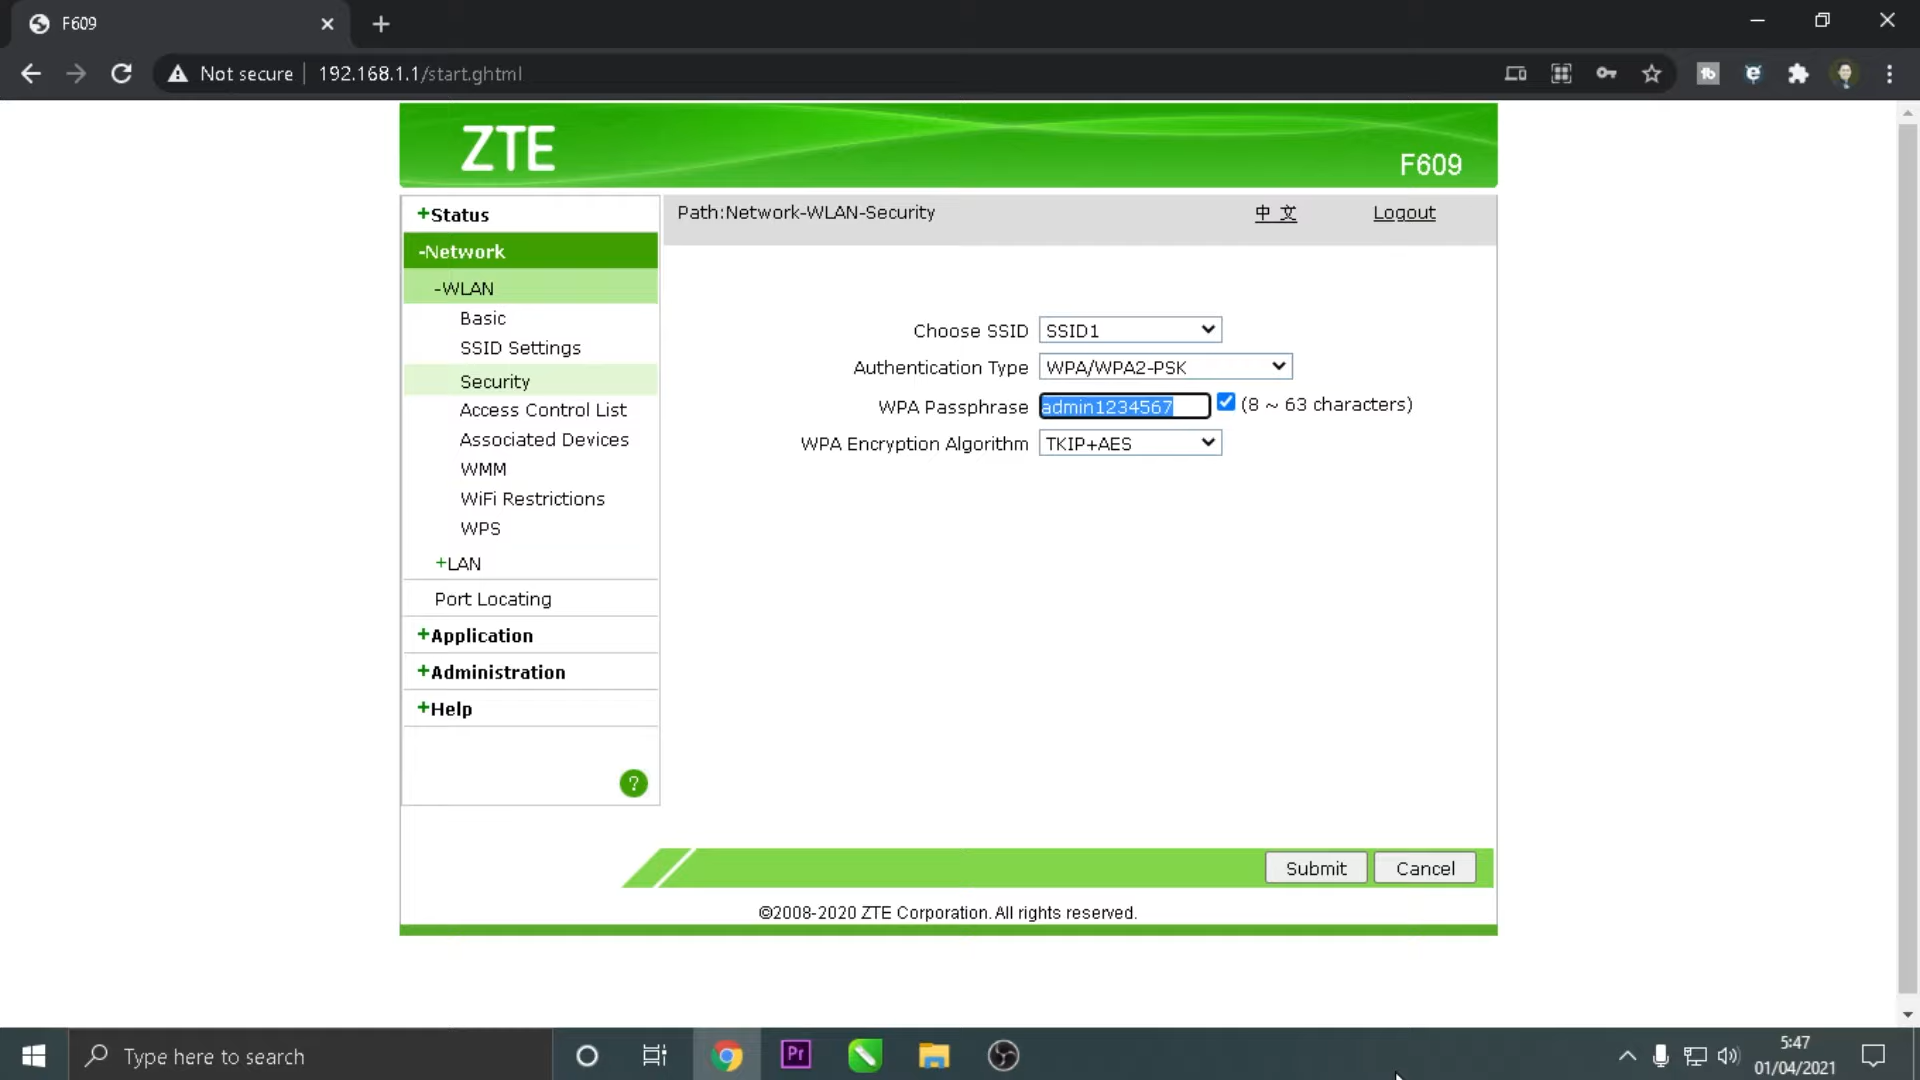 F609
Not secure
192.168.1.1/start.ghtml
ZTE
F609
+Status
-Network
-WLAN
Basic
SSID Settings
Security
Access Control List
Associated Devices
WMM
WiFi Restrictions
WPS
+LAN
Port Locating
+Application
+Administration
+Help
?
Path:Network-WLAN-Security
中 文
Logout
Choose SSID SSID1
Authentication Type WPA/WPA2-PSK
WPA Passphrase admin1234567 (8 ~ 63 characters)
WPA Encryption Algorithm TKIP+AES
Submit Cancel
©2008-2020 ZTE Corporation. All rights reserved.
Type here to search
Pr
5:47
01/04/2021